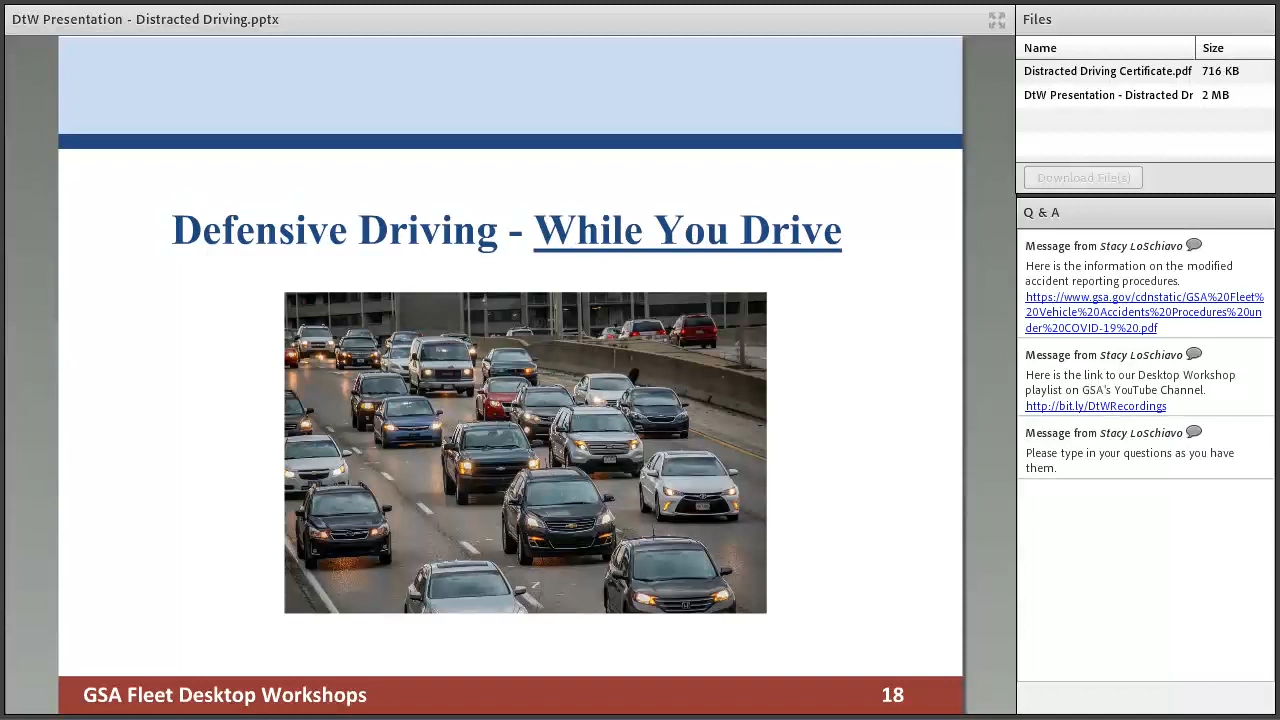 DtW Presentation - Distracted Driving.pptx
Defensive Driving - While You Drive
GSA Fleet Desktop Workshops
18
Files
Name Size
Distracted Driving Certificate.pdf 716 KB
DtW Presentation - Distracted Dr 2 MB
Download File(s)
Q & A
Message from Stacy LoSchiavo
Here is the information on the modified
accident reporting procedures.
https://www.gsa.gov/cdnstatic/GSA%20Fleet%
20Vehicle%20Accidents%20Procedures%20un
der%20COVID-19%20.pdf
Message from Stacy LoSchiavo
Here is the link to our Desktop Workshop
playlist on GSA's YouTube Channel.
http://bit.ly/DtWRecordings
Message from Stacy LoSchiavo
Please type in your questions as you have
them.